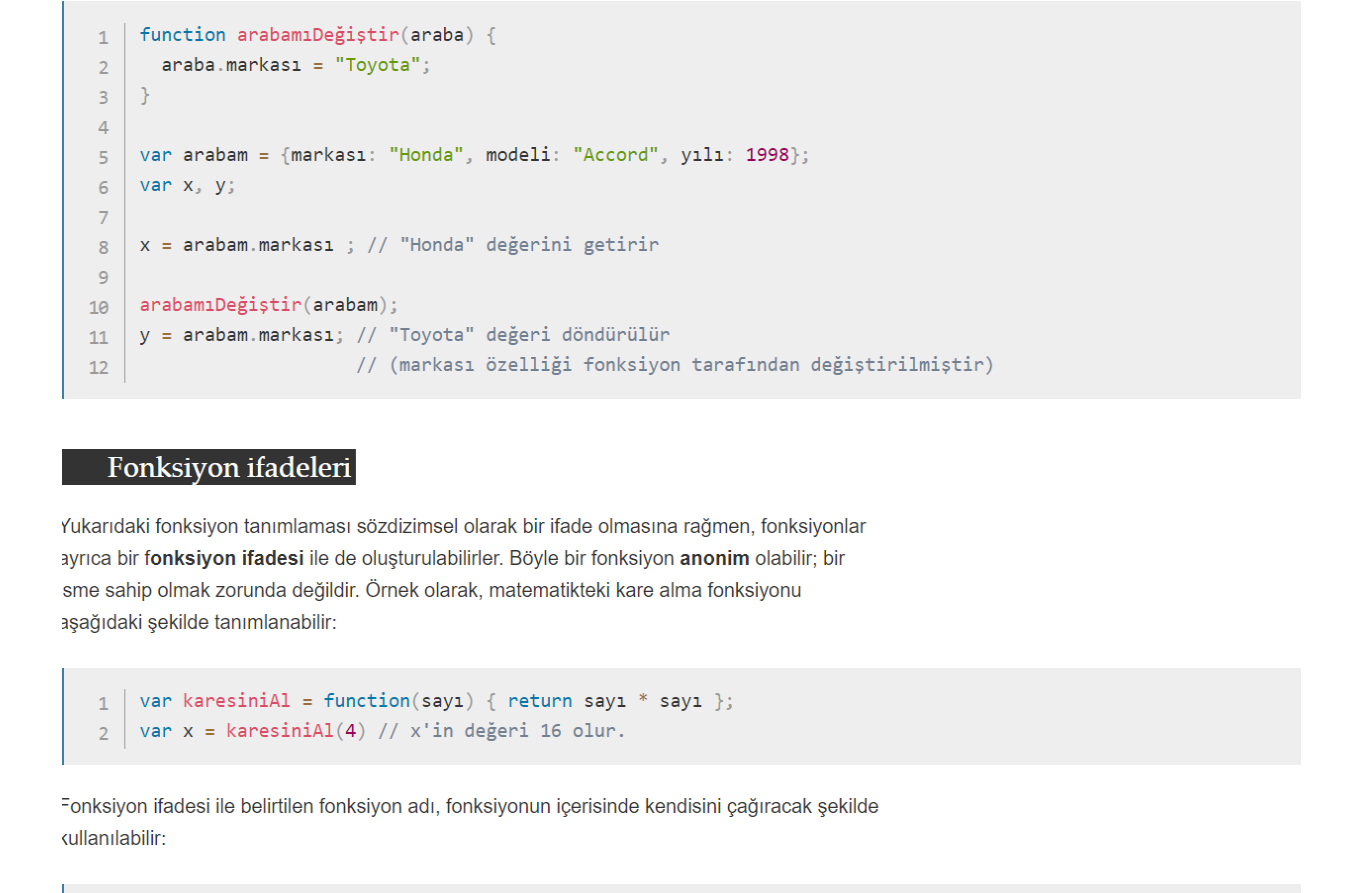 1 function arabamıDeğiştir(araba) {
2   araba.markası = "Toyota";
3 }
4
5 var arabam = {markası: "Honda", modeli: "Accord", yılı: 1998};
6 var x, y;
7
8 x = arabam.markası ; // "Honda" değerini getirir
9
10 arabamıDeğiştir(arabam);
11 y = arabam.markası; // "Toyota" değeri döndürülür
12                     // (markası özelliği fonksiyon tarafından değiştirilmiştir)
Fonksiyon ifadeleri
Yukarıdaki fonksiyon tanımlaması sözdizimsel olarak bir ifade olmasına rağmen, fonksiyonlar
ayrıca bir fonksiyon ifadesi ile de oluşturulabilirler. Böyle bir fonksiyon anonim olabilir; bir
sme sahip olmak zorunda değildir. Örnek olarak, matematikteki kare alma fonksiyonu
aşağıdaki şekilde tanımlanabilir:
1 var karesiniAl = function(sayı) { return sayı * sayı };
2 var x = karesiniAl(4) // x'in değeri 16 olur.
Fonksiyon ifadesi ile belirtilen fonksiyon adı, fonksiyonun içerisinde kendisini çağıracak şekilde
kullanılabilir: